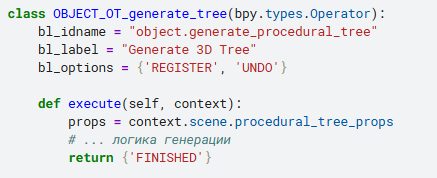 class OBJECT_OT_generate_tree(bpy.types.Operator):
    bl_idname = "object.generate_procedural_tree"
    bl_label = "Generate 3D Tree"
    bl_options = {'REGISTER', 'UNDO'}

    def execute(self, context):
        props = context.scene.procedural_tree_props
        # ... логика генерации
        return {'FINISHED'}